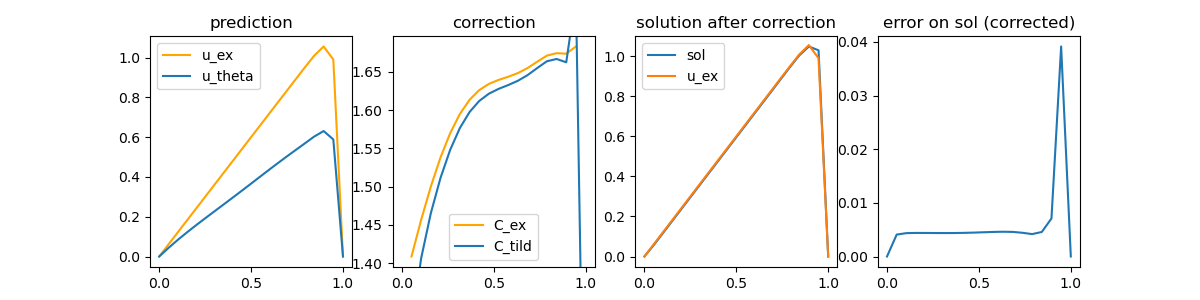 prediction
u_ex
u_theta
1.0
0.8
0.6
0.4
0.2
0.0
0.0 0.5 1.0
correction
1.65
1.60
1.55
1.50
1.45
1.40
C_ex
C_tild
0.0 0.5 1.0
solution after correction
sol
u_ex
1.0
0.8
0.6
0.4
0.2
0.0
0.0 0.5 1.0
error on sol (corrected)
0.04
0.03
0.02
0.01
0.00
0.0 0.5 1.0